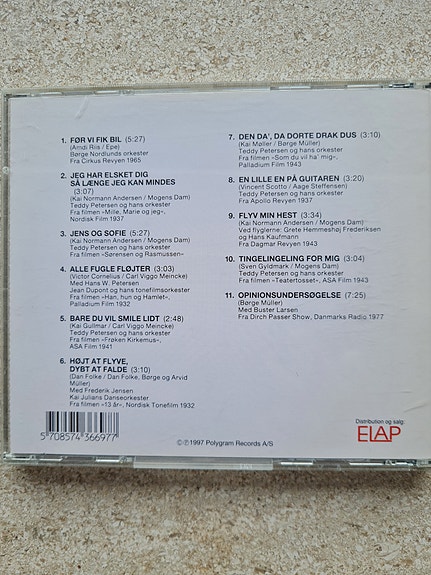 1. FØR VI FIK BIL (5:27)
(Arndi Riis / Epe)
Børge Nordlunds orkester
Fra Cirkus Revyen 1965
2. JEG HAR ELSKET DIG
SÅ LÆNGE JEG KAN MINDES
(3:07)
(Kai Normann Andersen / Mogens Dam)
Teddy Petersen og hans orkester
Fra filmen »Mille, Marie og jeg«,
Nordisk Film 1937
3. JENS OG SOFIE (5:27)
(Kai Normann Andersen / Mogens Dam)
Teddy Petersen og hans orkester
Fra filmen »Sørensen og Rasmussen«
4. ALLE FUGLE FLØJTER (3:03)
(Victor Cornelius / Carl Viggo Meincke)
Med Hans W. Petersen
Jean Dupont og hans tonefilmsorkester
Fra filmen »Han, hun og Hamlet«,
Palladium 1932
5. BARE DU VIL SMILE LIDT (2:48)
(Kai Gullmar / Carl Viggo Meincke)
Teddy Petersen og hans orkester
Fra filmen »Frøken Kirkemus«,
ASA Film 1941
6. HØJT AT FLYVE,
DYBT AT FALDE (3:10)
(Dan Folke / Dan Folke, Børge og Arvid
Müller)
Med Frederik Jensen
Kai Julians Danseorkester
Fra filmen »13 år«, Nordisk Tonefilm 1932
7. DEN DA', DA DORTE DRAK DUS (3:10)
(Kai Møller / Børge Müller)
Teddy Petersen og hans orkester
Fra filmen »Som du vil ha' mig«,
Palladium Film 1943
8. EN LILLE EN PÅ GUITAREN (3:20)
(Vincent Scotto / Aage Steffensen)
Teddy Petersen og hans orkester
Fra Apollo Revyen 1937
9. FLYV MIN HEST (3:34)
(Kai Normann Andersen / Mogens Dam)
Ved flyglerne: Grete Hemmeshøj Frederiksen
og Hans Kaufmann
Fra Dagmar Revyen 1943
10. TINGELINGELING FOR MIG (3:04)
(Sven Gyldmark / Mogens Dam)
Teddy Petersen og hans orkester
Fra filmen »Teatertosset«, ASA Film 1943
11. OPINIONSUNDERSØGELSE (7:25)
(Børge Müller)
Med Buster Larsen
Fra Dirch Passer Show, Danmarks Radio 1977
5 708574 366977
©℗1997 Polygram Records A/S
Distribution og salg:
ELAP